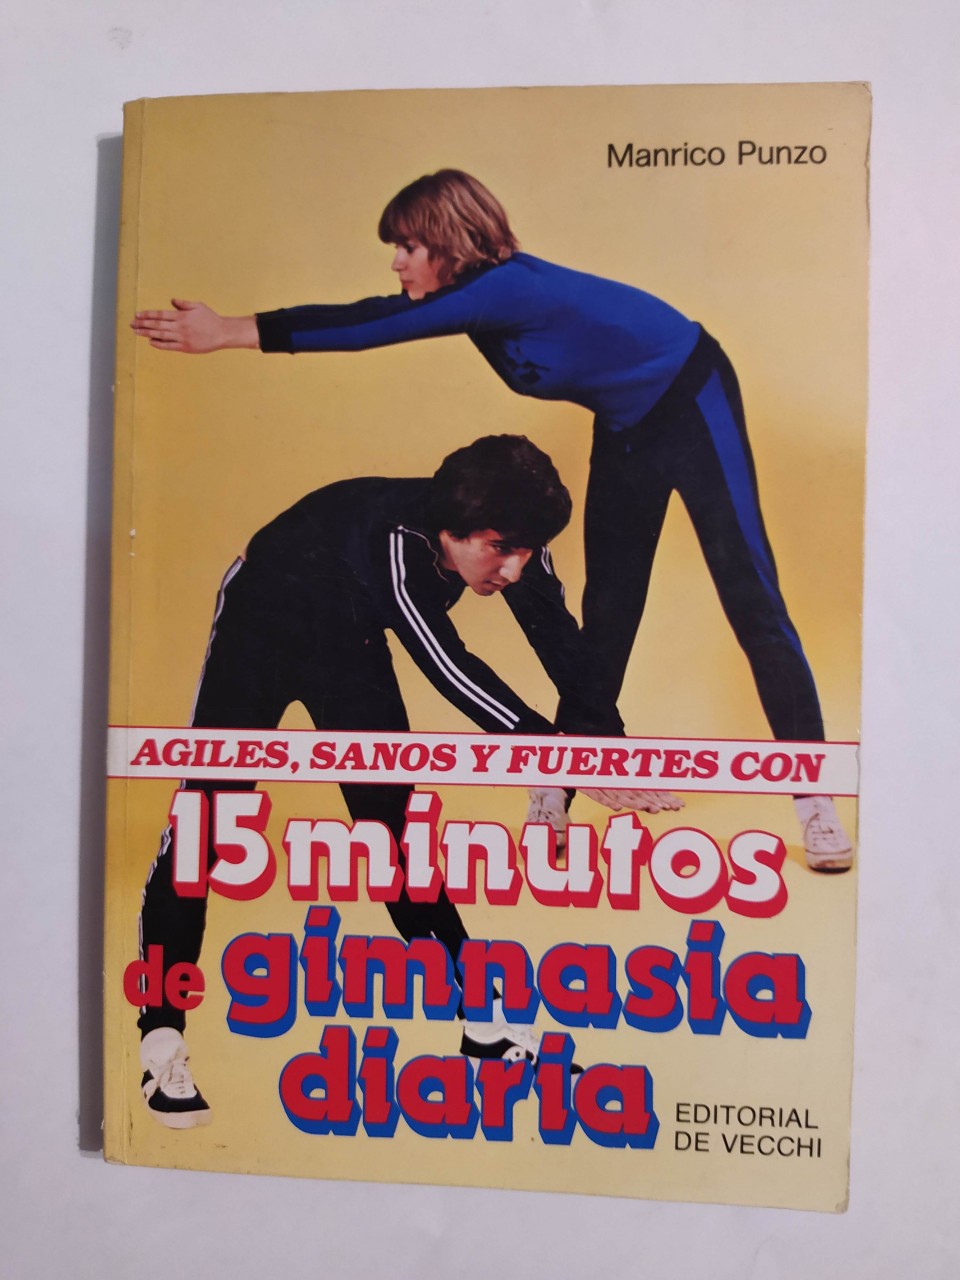 Manrico Punzo
AGILES, SANOS Y FUERTES CON
15 minutos
de gimnasia
diaria
EDITORIAL
DE VECCHI